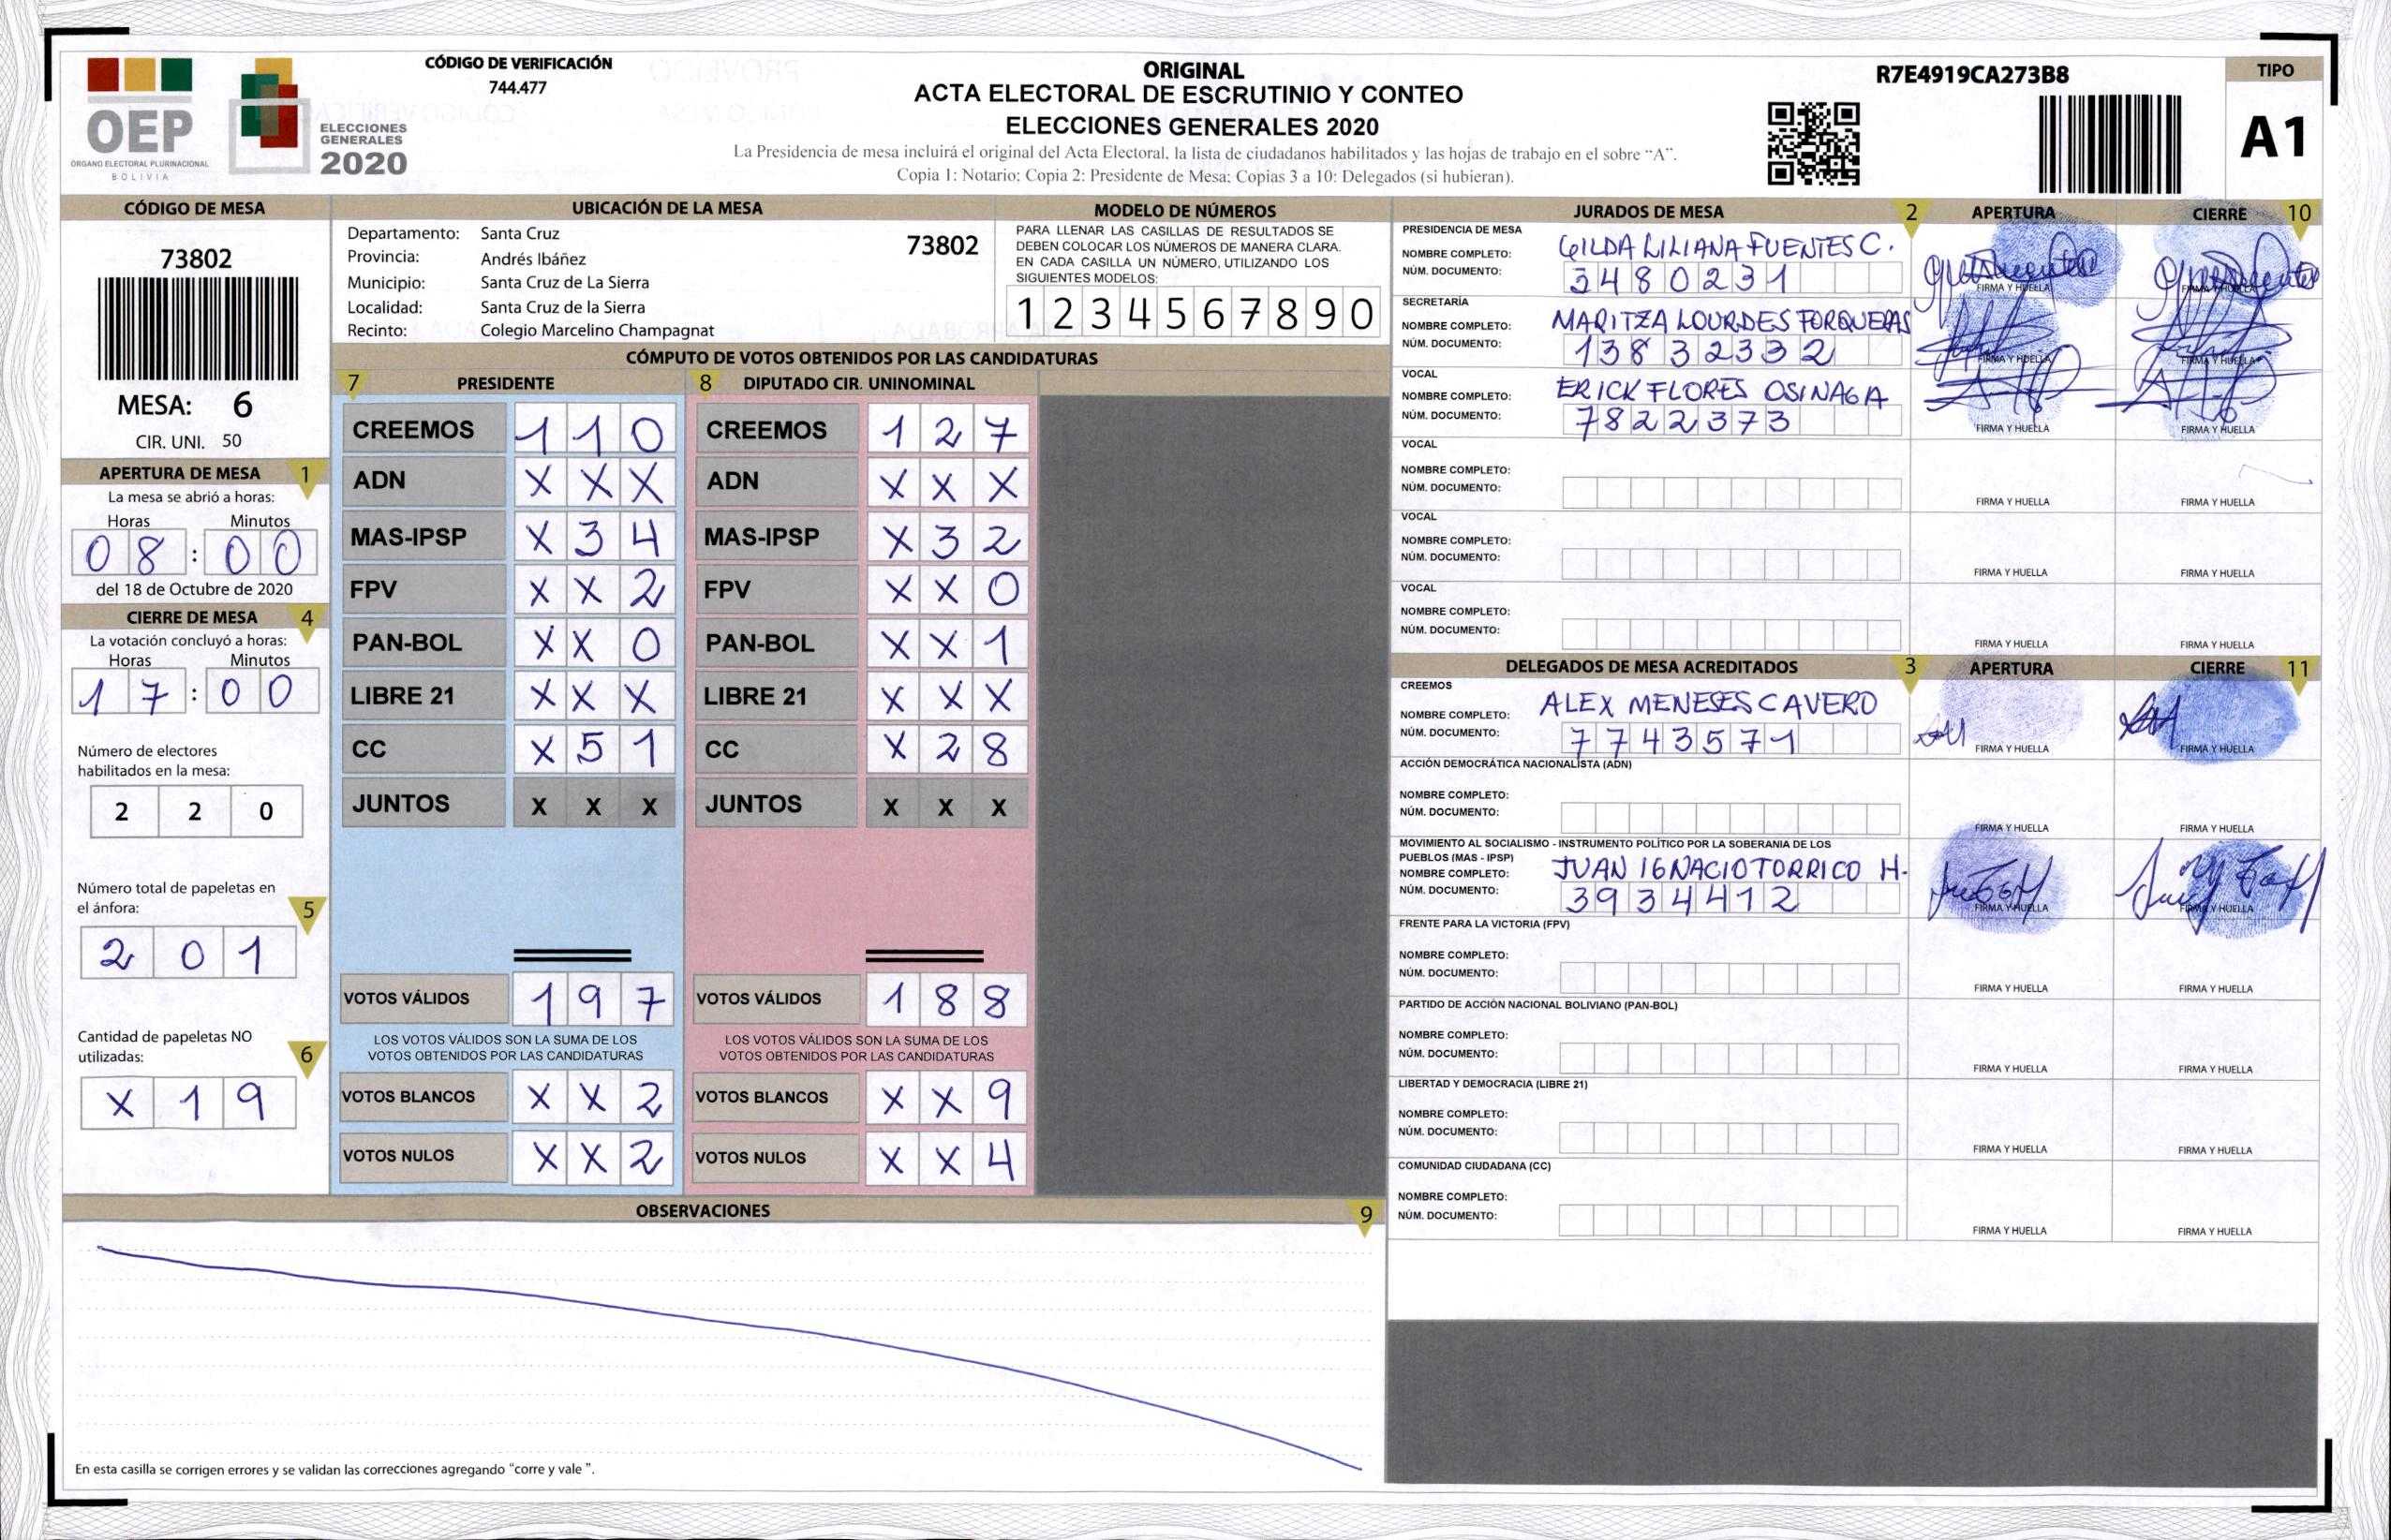 CÓDIGO DE VERIFICACIÓN
744.477
OEP
ÓRGANO ELECTORAL PLURINACIONAL
BOLIVIA
ELECCIONES
GENERALES
2020
ORIGINAL
ACTA ELECTORAL DE ESCRUTINIO Y CONTEO
ELECCIONES GENERALES 2020
La Presidencia de mesa incluirá el original del Acta Electoral, la lista de ciudadanos habilitados y las hojas de trabajo en el sobre "A".
Copia 1: Notario; Copia 2: Presidente de Mesa; Copias 3 a 10: Delegados (si hubieran).
R7E4919CA273B8
TIPO
A1
CÓDIGO DE MESA
73802
MESA: 6
CIR. UNI. 50
APERTURA DE MESA 1
La mesa se abrió a horas:
Horas Minutos
08:00
del 18 de Octubre de 2020
CIERRE DE MESA 4
La votación concluyó a horas:
Horas Minutos
17:00
Número de electores
habilitados en la mesa:
2 2 0
Número total de papeletas en
el ánfora: 5
2 0 1
Cantidad de papeletas NO
utilizadas: 6
X 1 9
UBICACIÓN DE LA MESA
Departamento: Santa Cruz
73802
Provincia: Andrés Ibáñez
Municipio: Santa Cruz de La Sierra
Localidad: Santa Cruz de la Sierra
Recinto: Colegio Marcelino Champagnat
MODELO DE NÚMEROS
PARA LLENAR LAS CASILLAS DE RESULTADOS SE
DEBEN COLOCAR LOS NÚMEROS DE MANERA CLARA.
EN CADA CASILLA UN NÚMERO, UTILIZANDO LOS
SIGUIENTES MODELOS:
1 2 3 4 5 6 7 8 9 0
CÓMPUTO DE VOTOS OBTENIDOS POR LAS CANDIDATURAS
7 PRESIDENTE
CREEMOS 1 1 0
ADN X X X
MAS-IPSP X 3 4
FPV X X 2
PAN-BOL X X 0
LIBRE 21 X X X
CC X 5 1
JUNTOS X X X
VOTOS VÁLIDOS 1 9 7
LOS VOTOS VÁLIDOS SON LA SUMA DE LOS
VOTOS OBTENIDOS POR LAS CANDIDATURAS
VOTOS BLANCOS X X 2
VOTOS NULOS X X 2
8 DIPUTADO CIR. UNINOMINAL
CREEMOS 1 2 7
ADN X X X
MAS-IPSP X 3 2
FPV X X 0
PAN-BOL X X 1
LIBRE 21 X X X
CC X 2 8
JUNTOS X X X
VOTOS VÁLIDOS 1 8 8
LOS VOTOS VÁLIDOS SON LA SUMA DE LOS
VOTOS OBTENIDOS POR LAS CANDIDATURAS
VOTOS BLANCOS X X 9
VOTOS NULOS X X 4
OBSERVACIONES 9
En esta casilla se corrigen errores y se validan las correcciones agregando "corre y vale ".
JURADOS DE MESA 2 APERTURA CIERRE 10
PRESIDENCIA DE MESA
NOMBRE COMPLETO: GILDA LILIANA FUENTES C.
NÚM. DOCUMENTO: 3480231
FIRMA Y HUELLA FIRMA Y HUELLA
SECRETARÍA
NOMBRE COMPLETO: MARITZA LOURDES
NÚM. DOCUMENTO: 13832332
FIRMA Y HUELLA FIRMA Y HUELLA
VOCAL
NOMBRE COMPLETO: ERICK FLORES OSINAGA
NÚM. DOCUMENTO: 7822373
FIRMA Y HUELLA FIRMA Y HUELLA
VOCAL
NOMBRE COMPLETO:
NÚM. DOCUMENTO:
FIRMA Y HUELLA FIRMA Y HUELLA
VOCAL
NOMBRE COMPLETO:
NÚM. DOCUMENTO:
FIRMA Y HUELLA FIRMA Y HUELLA
VOCAL
NOMBRE COMPLETO:
NÚM. DOCUMENTO:
FIRMA Y HUELLA FIRMA Y HUELLA
DELEGADOS DE MESA ACREDITADOS 3 APERTURA CIERRE 11
CREEMOS
NOMBRE COMPLETO: ALEX MENESES CAVERO
NÚM. DOCUMENTO: 7743571
FIRMA Y HUELLA FIRMA Y HUELLA
ACCIÓN DEMOCRÁTICA NACIONALISTA (ADN)
NOMBRE COMPLETO:
NÚM. DOCUMENTO:
FIRMA Y HUELLA FIRMA Y HUELLA
MOVIMIENTO AL SOCIALISMO - INSTRUMENTO POLÍTICO POR LA SOBERANIA DE LOS
PUEBLOS (MAS - IPSP)
NOMBRE COMPLETO: JUAN IGNACIO TORRICO H.
NÚM. DOCUMENTO: 3934412
FIRMA Y HUELLA FIRMA Y HUELLA
FRENTE PARA LA VICTORIA (FPV)
NOMBRE COMPLETO:
NÚM. DOCUMENTO:
FIRMA Y HUELLA FIRMA Y HUELLA
PARTIDO DE ACCIÓN NACIONAL BOLIVIANO (PAN-BOL)
NOMBRE COMPLETO:
NÚM. DOCUMENTO:
FIRMA Y HUELLA FIRMA Y HUELLA
LIBERTAD Y DEMOCRACIA (LIBRE 21)
NOMBRE COMPLETO:
NÚM. DOCUMENTO:
FIRMA Y HUELLA FIRMA Y HUELLA
COMUNIDAD CIUDADANA (CC)
NOMBRE COMPLETO:
NÚM. DOCUMENTO:
FIRMA Y HUELLA FIRMA Y HUELLA